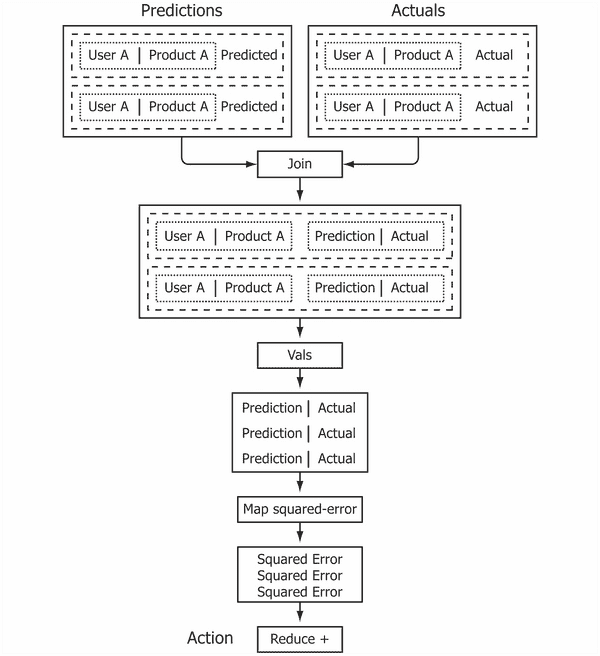 Predictions
Actuals
User A | Product A Predicted
User A | Product A Predicted
User A | Product A Actual
User A | Product A Actual
Join
User A | Product A Prediction | Actual
User A | Product A Prediction | Actual
Vals
Prediction | Actual
Prediction | Actual
Prediction | Actual
Map squared-error
Squared Error
Squared Error
Squared Error
Action
Reduce +